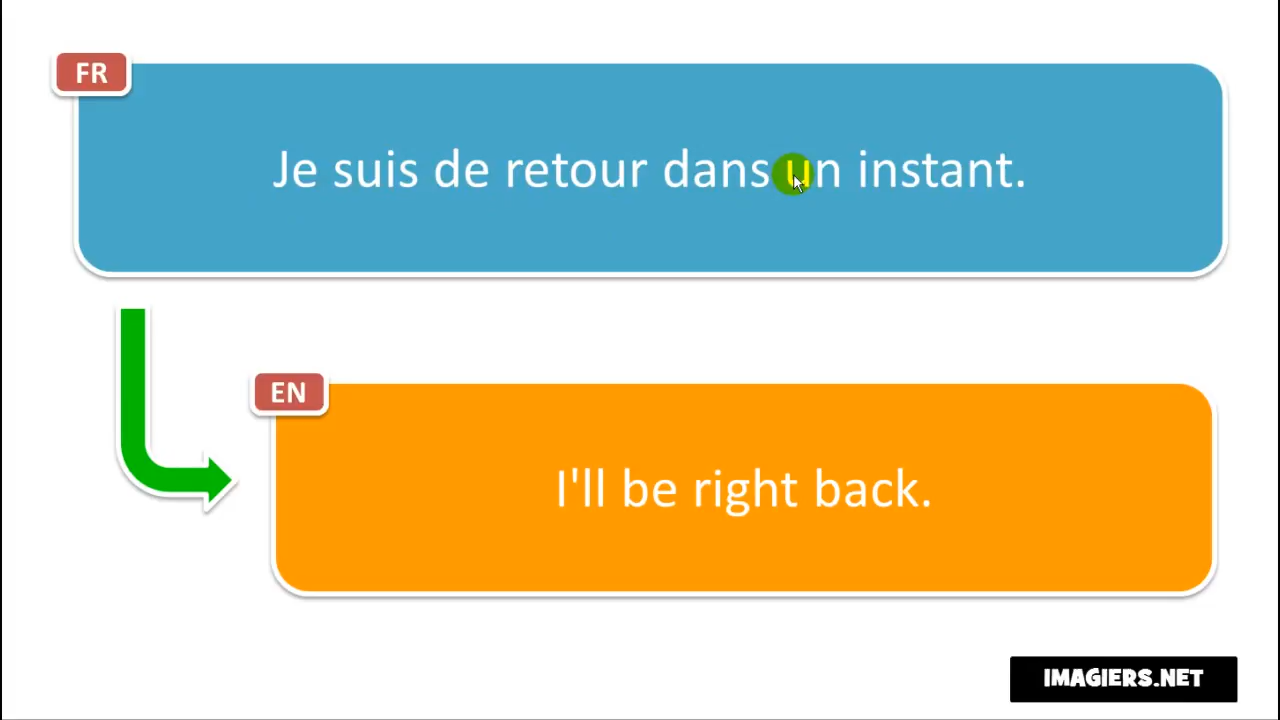 FR
Je suis de retour dans un instant.
EN
I'll be right back.
IMAGIERS.NET